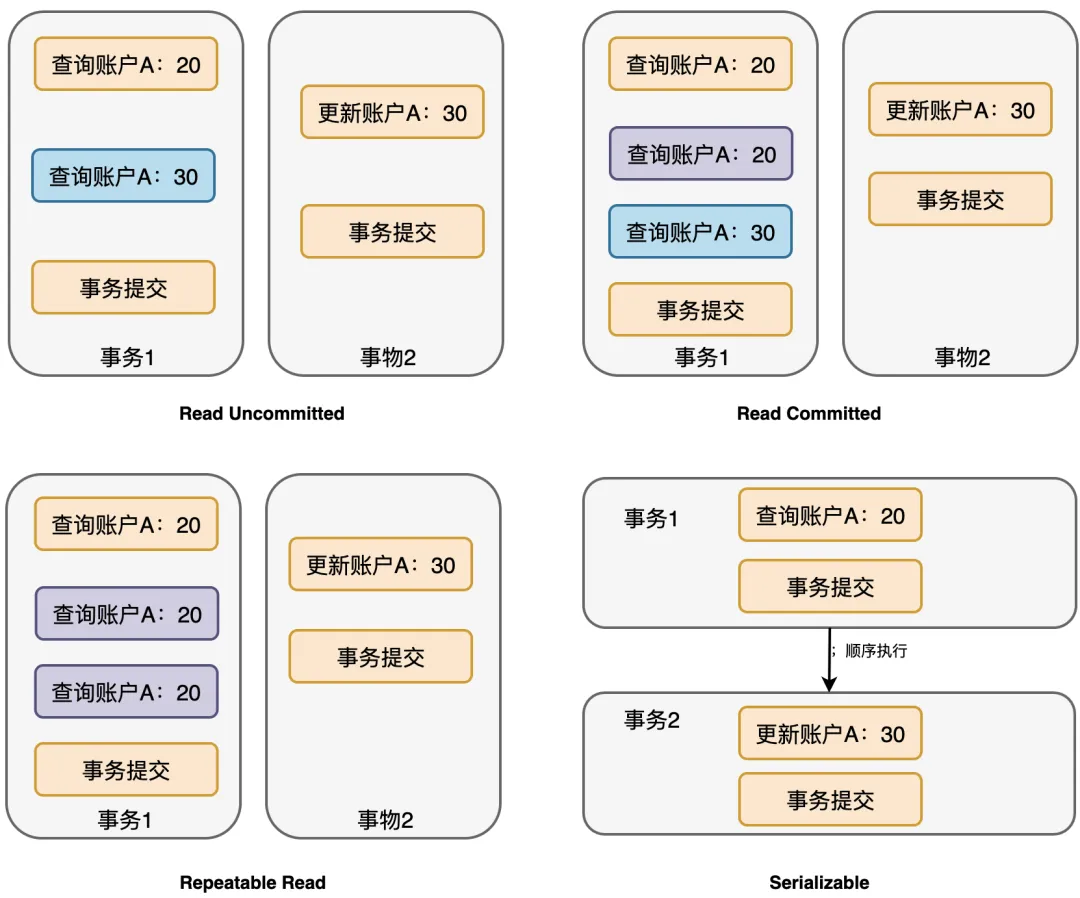 查询账户A：20
查询账户A：30
事务提交
事务1
更新账户A：30
事务提交
事物2
Read Uncommitted
查询账户A：20
查询账户A：20
查询账户A：30
事务提交
事务1
更新账户A：30
事务提交
事物2
Read Committed
查询账户A：20
查询账户A：20
查询账户A：20
事务提交
事务1
更新账户A：30
事务提交
事物2
Repeatable Read
事务1
查询账户A：20
事务提交
；顺序执行
事务2
更新账户A：30
事务提交
Serializable